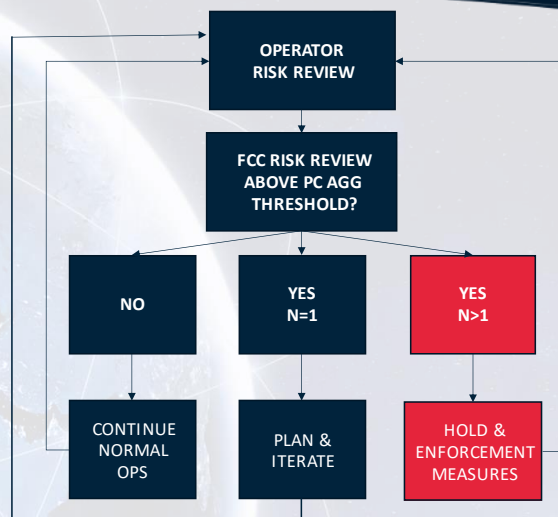 OPERATOR
RISK REVIEW
FCC RISK REVIEW
ABOVE PC AGG
THRESHOLD?
NO
YES
N=1
YES
N>1
CONTINUE
NORMAL
OPS
PLAN &
ITERATE
HOLD &
ENFORCEMENT
MEASURES